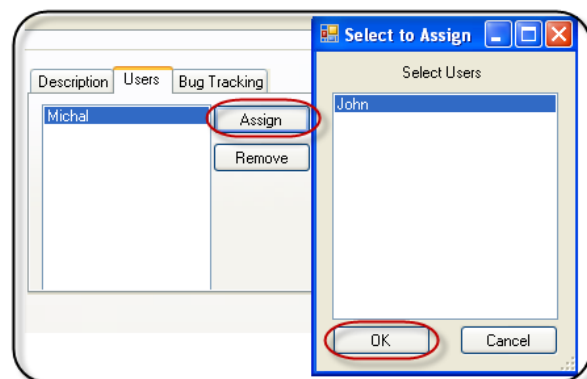 Description Users Bug Tracking
Michal
Assign
Remove
Select to Assign
Select Users
John
OK Cancel